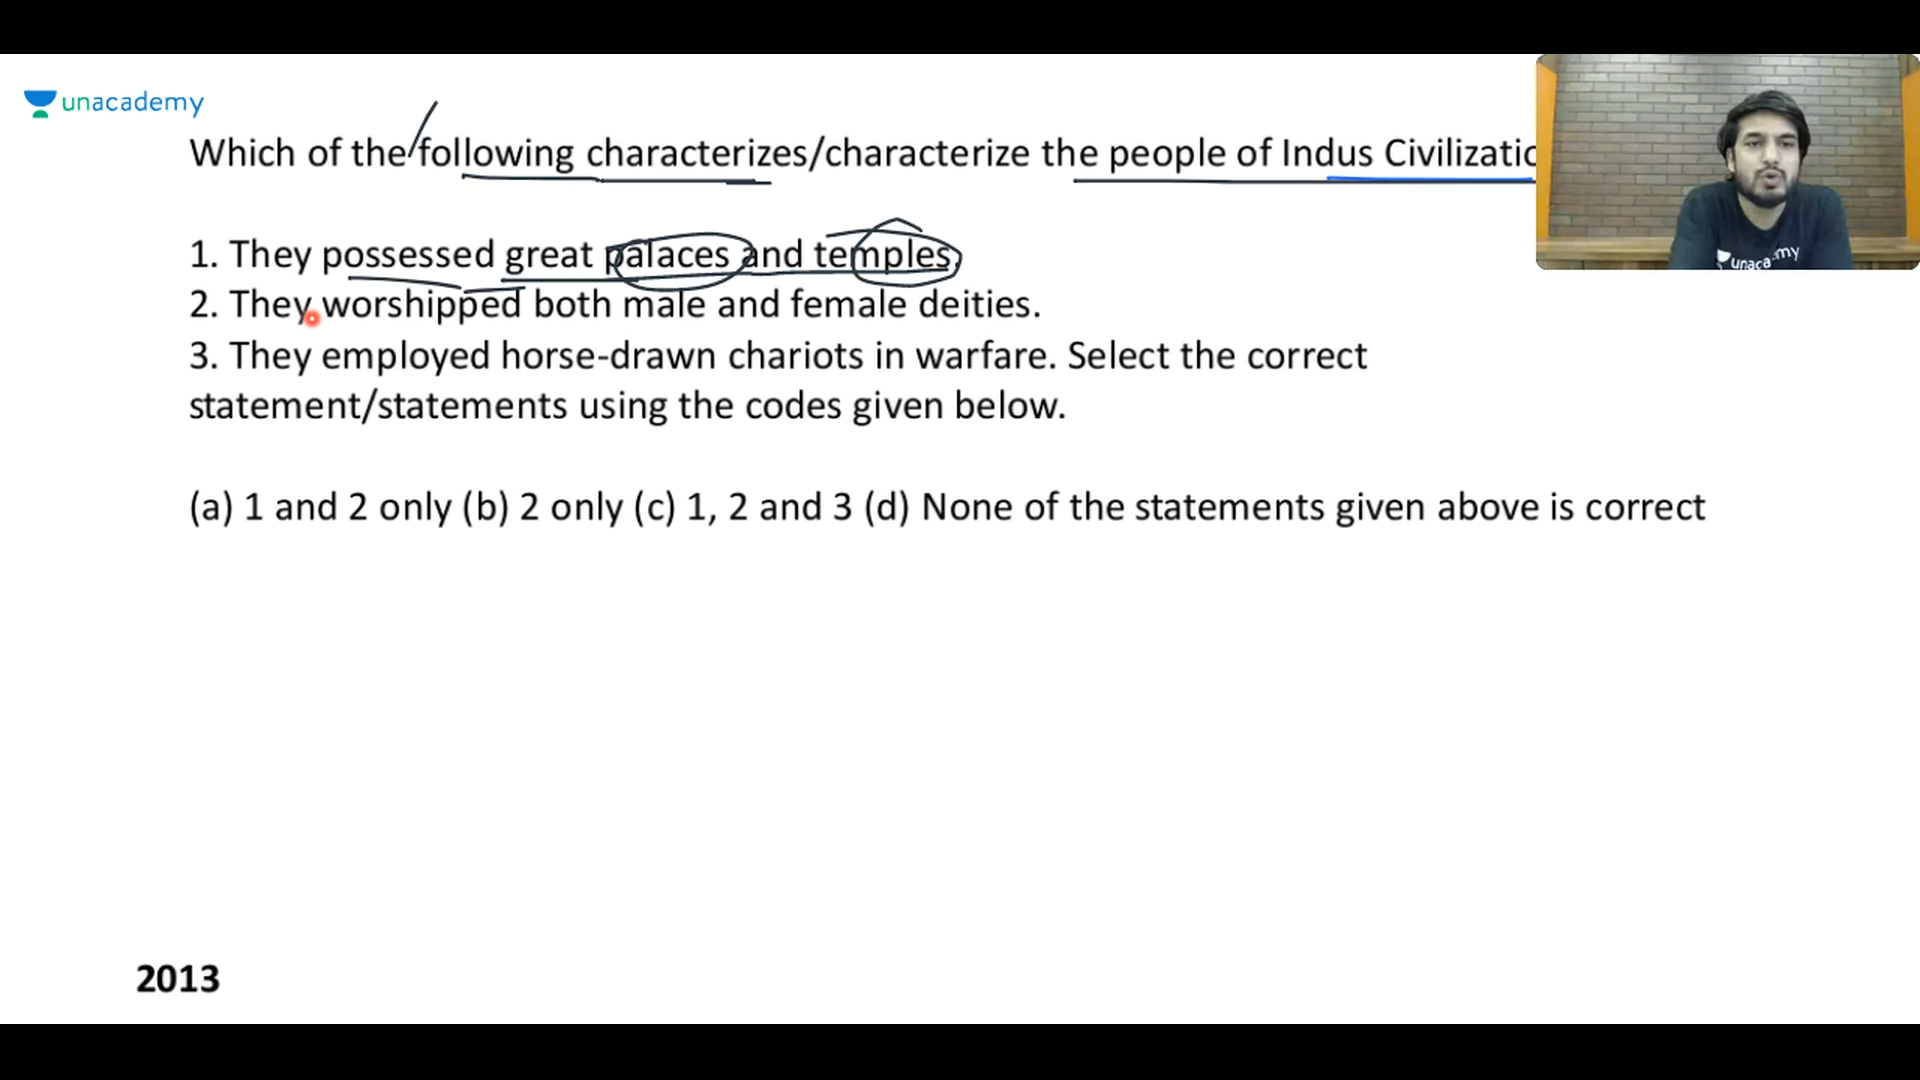 unacademy
Which of the following characterizes/characterize the people of Indus Civilizatio
1. They possessed great palaces and temples.
2. They worshipped both male and female deities.
3. They employed horse-drawn chariots in warfare. Select the correct
statement/statements using the codes given below.
(a) 1 and 2 only (b) 2 only (c) 1, 2 and 3 (d) None of the statements given above is correct
2013
unacademy